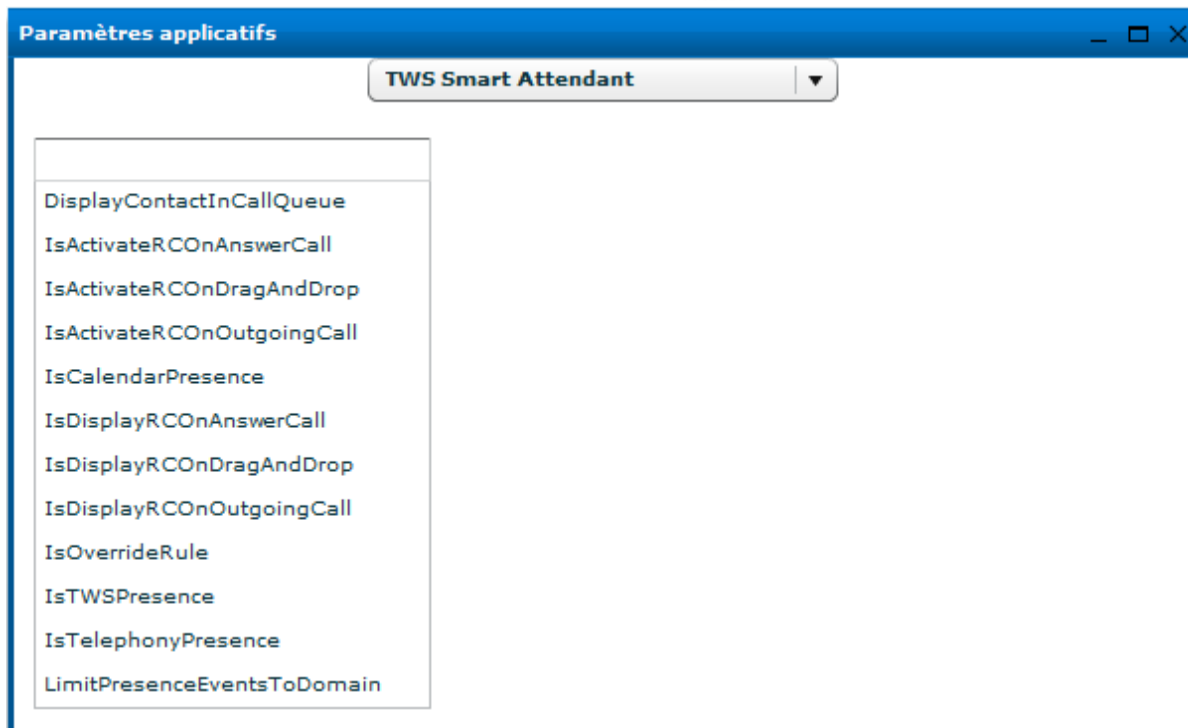 Paramètres applicatifs
TWS Smart Attendant
DisplayContactInCallQueue
IsActivateRCOnAnswerCall
IsActivateRCOnDragAndDrop
IsActivateRCOnOutgoingCall
IsCalendarPresence
IsDisplayRCOnAnswerCall
IsDisplayRCOnDragAndDrop
IsDisplayRCOnOutgoingCall
IsOverrideRule
IsTWSPresence
IsTelephonyPresence
LimitPresenceEventsToDomain